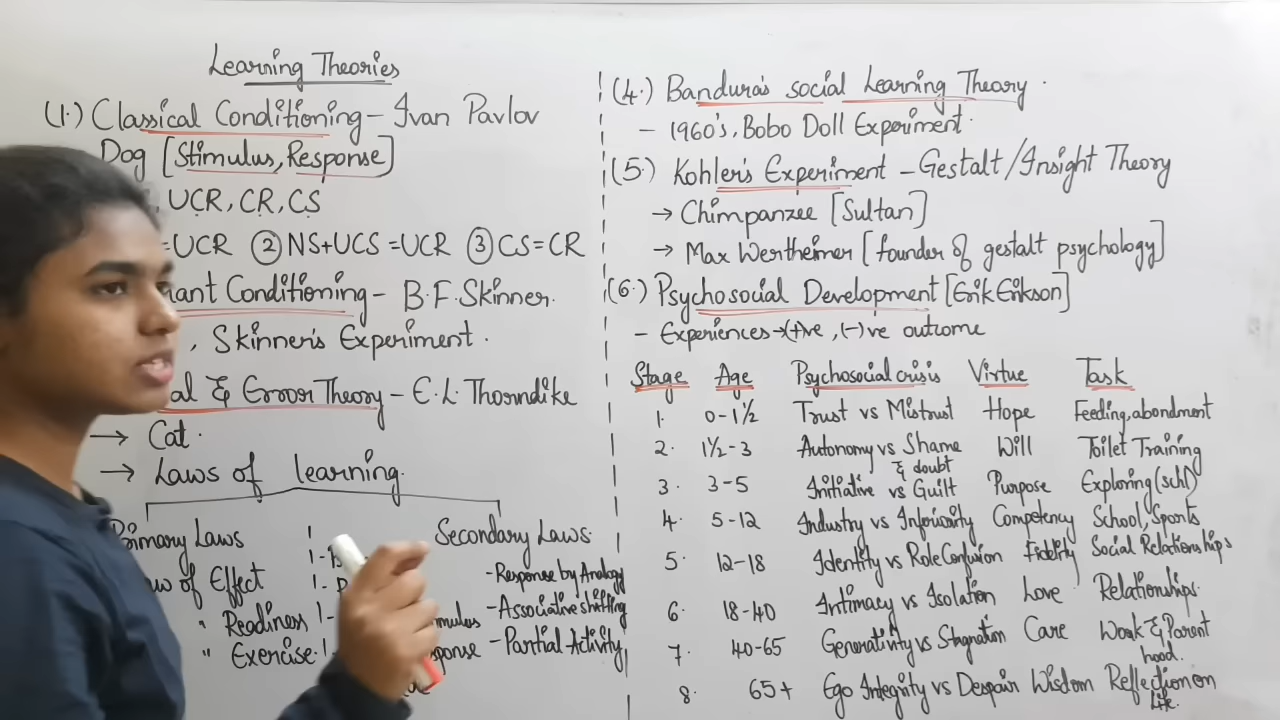 Learning Theories
(1.) Classical Conditioning - Ivan Pavlov
Dog [Stimulus, Response]
UCR, CR, CS
=UCR ② NS+UCS =UCR ③ CS=CR
ant Conditioning - B.F. Skinner.
, Skinner's Experiment.
al & Error Theory - E.L. Thorndike
→ Cat.
→ Laws of learning.
Primary Laws
Secondary Laws
w of Effect
" Readiness
" Exercise.
-Response by Analogy
mulus -Associative shifting
sponse -Partial Activity
(4.) Bandura's social Learning Theory.
- 1960's, Bobo Doll Experiment.
(5.) Kohler's Experiment - Gestalt/Insight Theory
→ Chimpanzee [Sultan]
→ Max Wertheimer [founder of gestalt psychology]
(6.) Psychosocial Development [Erik Erikson]
- Experiences→(+)ve, (-)ve outcome
Stage Age Psychosocial crisis Virtue Task
1. 0-1½ Trust vs Mistrust Hope Feeding, abondment
2. 1½-3 Autonomy vs Shame & doubt Will Toilet Training
3. 3-5 Initiative vs Guilt Purpose Exploring (schl)
4. 5-12 Industry vs Inferiority Competency School, Sports
5. 12-18 Identity vs Role Confusion Fidelity Social Relationships
6. 18-40 Intimacy vs Isolation Love Relationships.
7. 40-65 Generativity vs Stagnation Care Work & Parent hood.
8. 65+ Ego Integrity vs Despair Wisdom Reflection on Life.